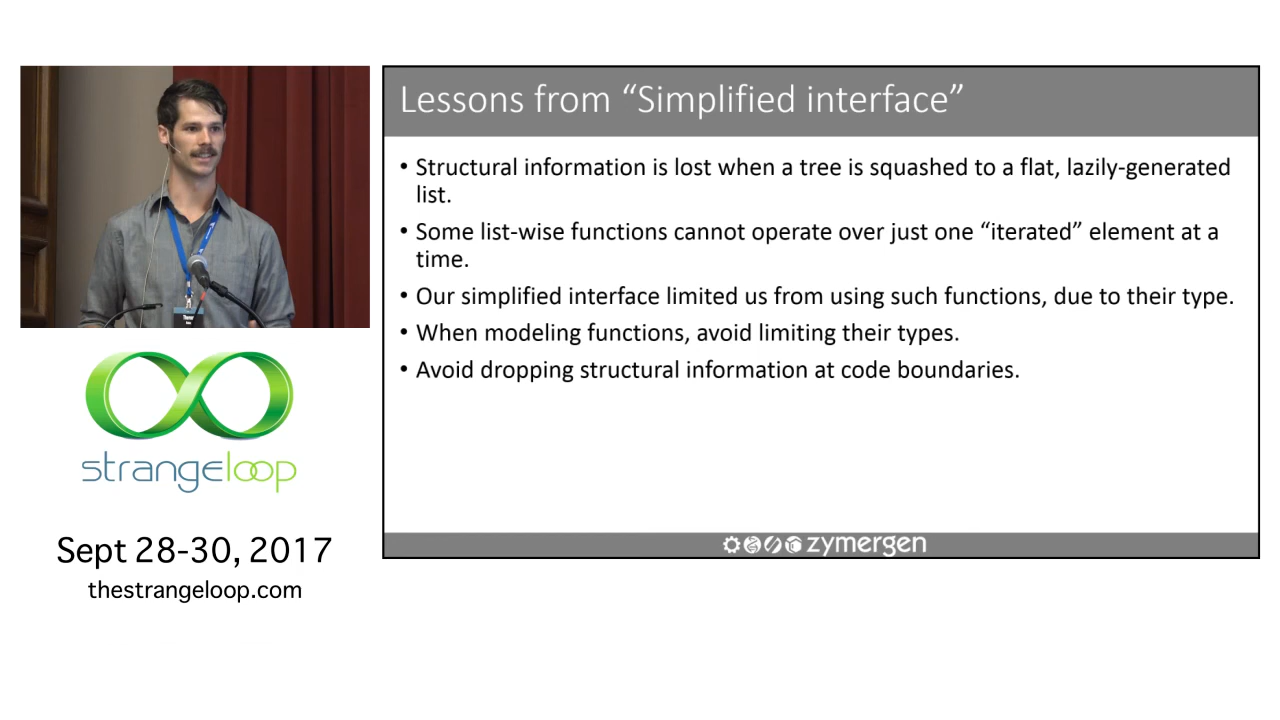 Lessons from “Simplified interface”
• Structural information is lost when a tree is squashed to a flat, lazily-generated
list.
• Some list-wise functions cannot operate over just one “iterated” element at a
time.
• Our simplified interface limited us from using such functions, due to their type.
• When modeling functions, avoid limiting their types.
• Avoid dropping structural information at code boundaries.
zymergen
strangeloop
Sept 28-30, 2017
thestrangeloop.com